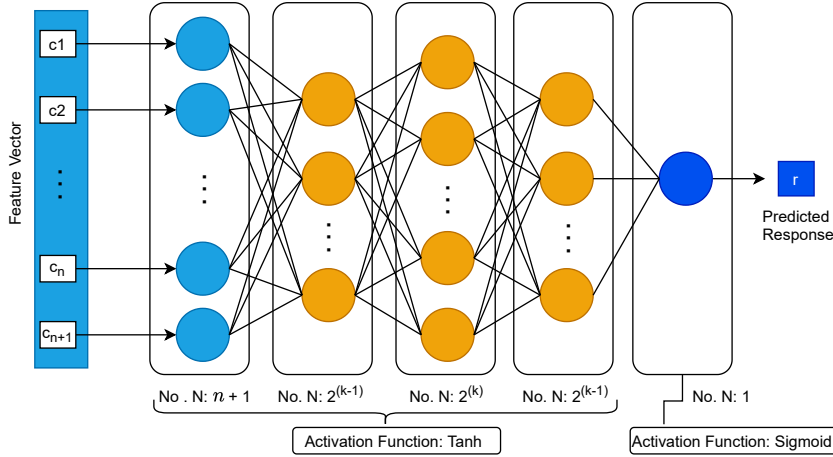 Feature Vector
c1
c2
...
cn
cn+1
...
...
...
...
r
Predicted
Response
No . N: n + 1
No. N: 2^(k-1)
No. N: 2^(k)
No. N: 2^(k-1)
No. N: 1
Activation Function: Tanh
Activation Function: Sigmoid